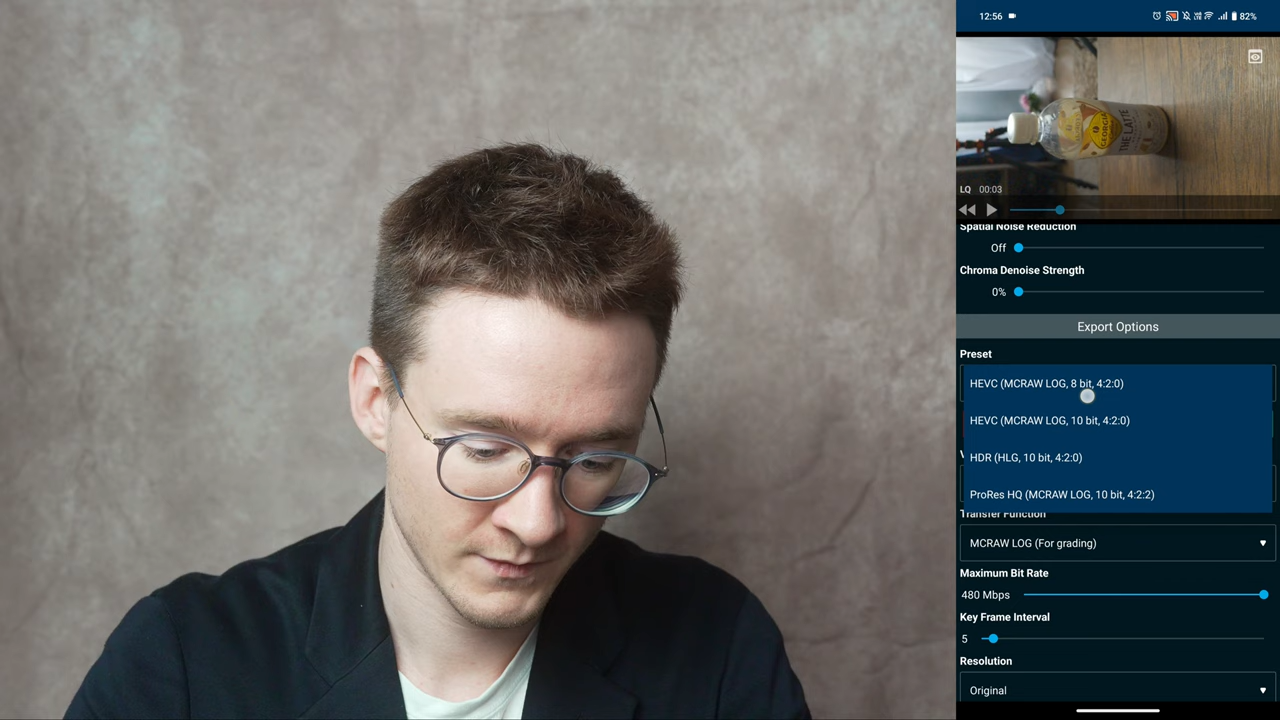 12:56
82%
GEORGIA
THE LATTE
LQ 00:03
Spatial Noise Reduction
Off
Chroma Denoise Strength
0%
Export Options
Preset
HEVC (MCRAW LOG, 8 bit, 4:2:0)
HEVC (MCRAW LOG, 10 bit, 4:2:0)
HDR (HLG, 10 bit, 4:2:0)
ProRes HQ (MCRAW LOG, 10 bit, 4:2:2)
Transfer Function
MCRAW LOG (For grading)
Maximum Bit Rate
480 Mbps
Key Frame Interval
5
Resolution
Original